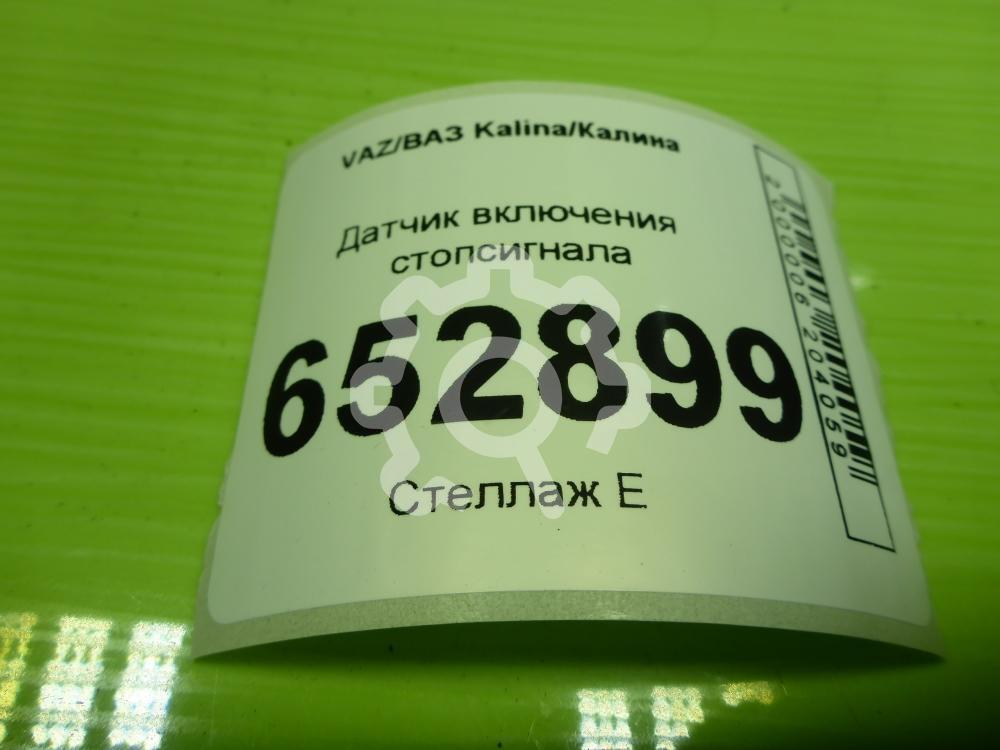 VAZ/ВАЗ Kalina/Калина
Датчик включения
стопсигнала
652899
Стеллаж Е
2000006204059